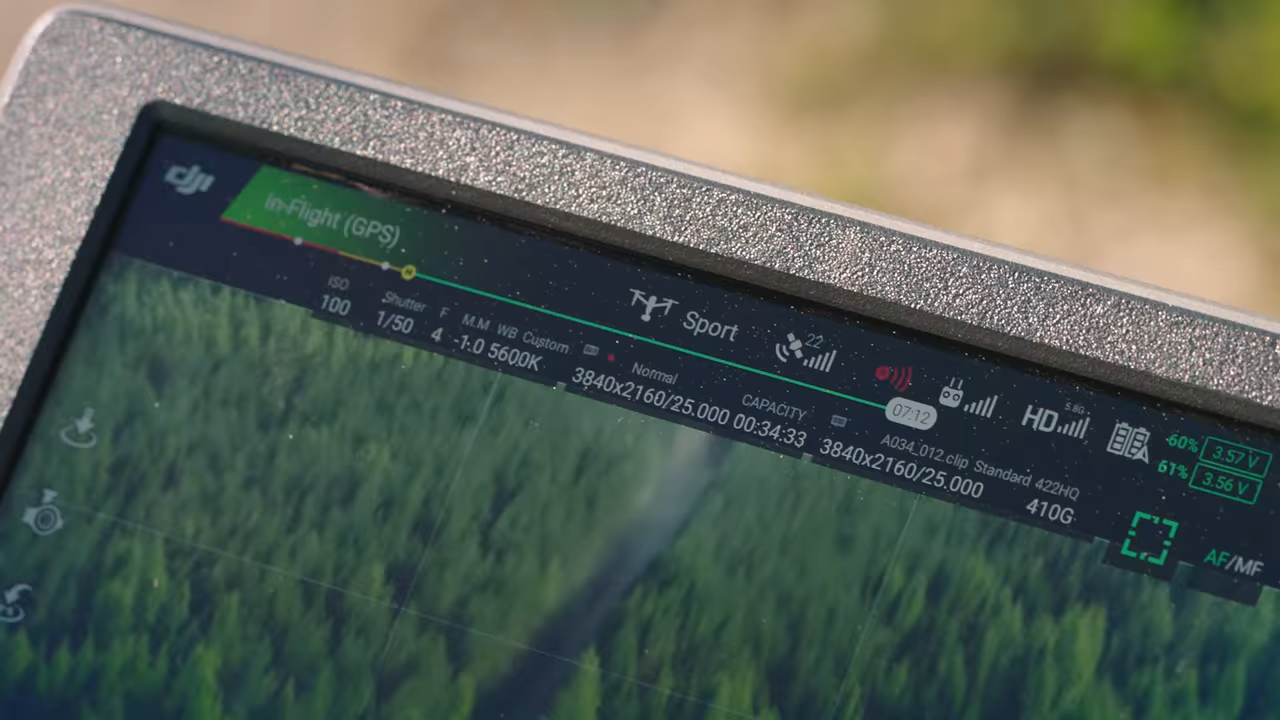 dji
In-Flight (GPS)
Sport
22
07:12
HD
5.8G
60% 3.57 V
61% 3.56 V
ISO
100
Shutter
1/50
F
4
M.M
-1.0
WB Custom
5600K
Normal
3840x2160/25.000
CAPACITY
00:34:33
A034_012.clip
3840x2160/25.000
Standard 422HQ
410G
AF/MF
H